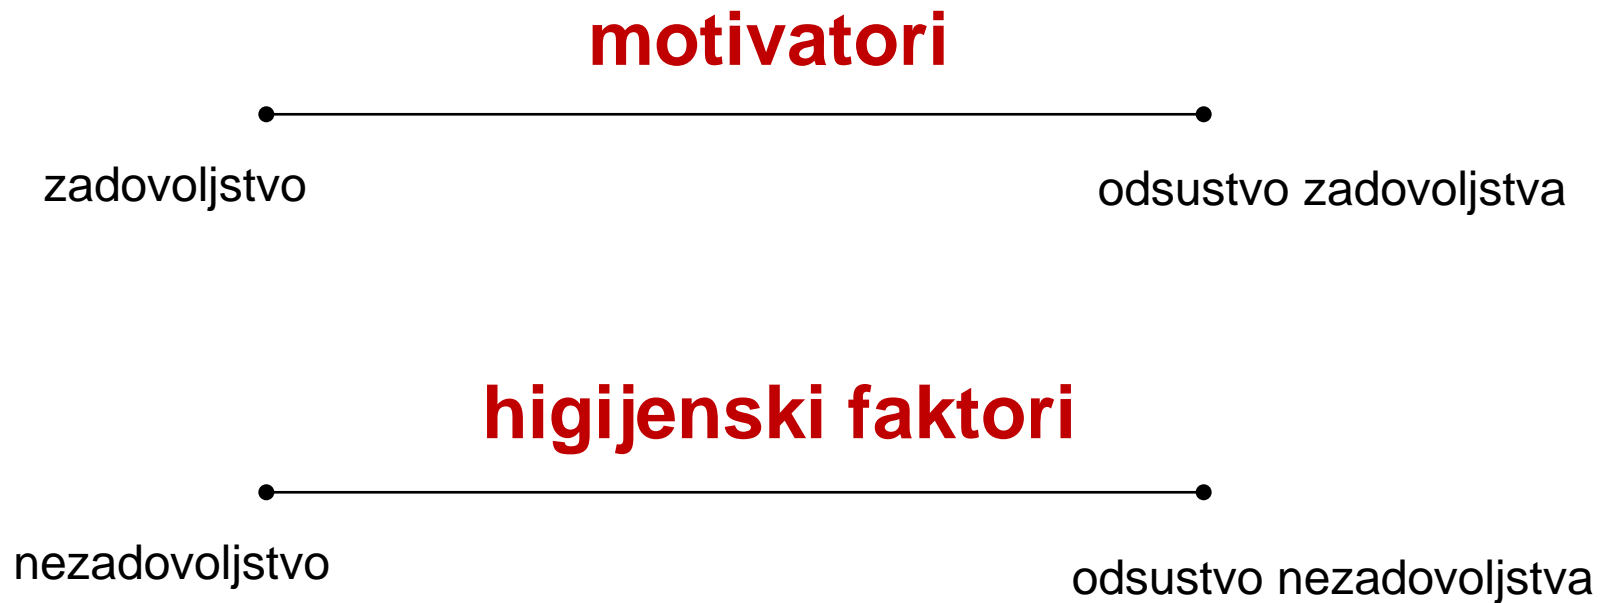 motivatori
zadovoljstvo
odsustvo zadovoljstva
higijenski faktori
nezadovoljstvo
odsustvo nezadovoljstva